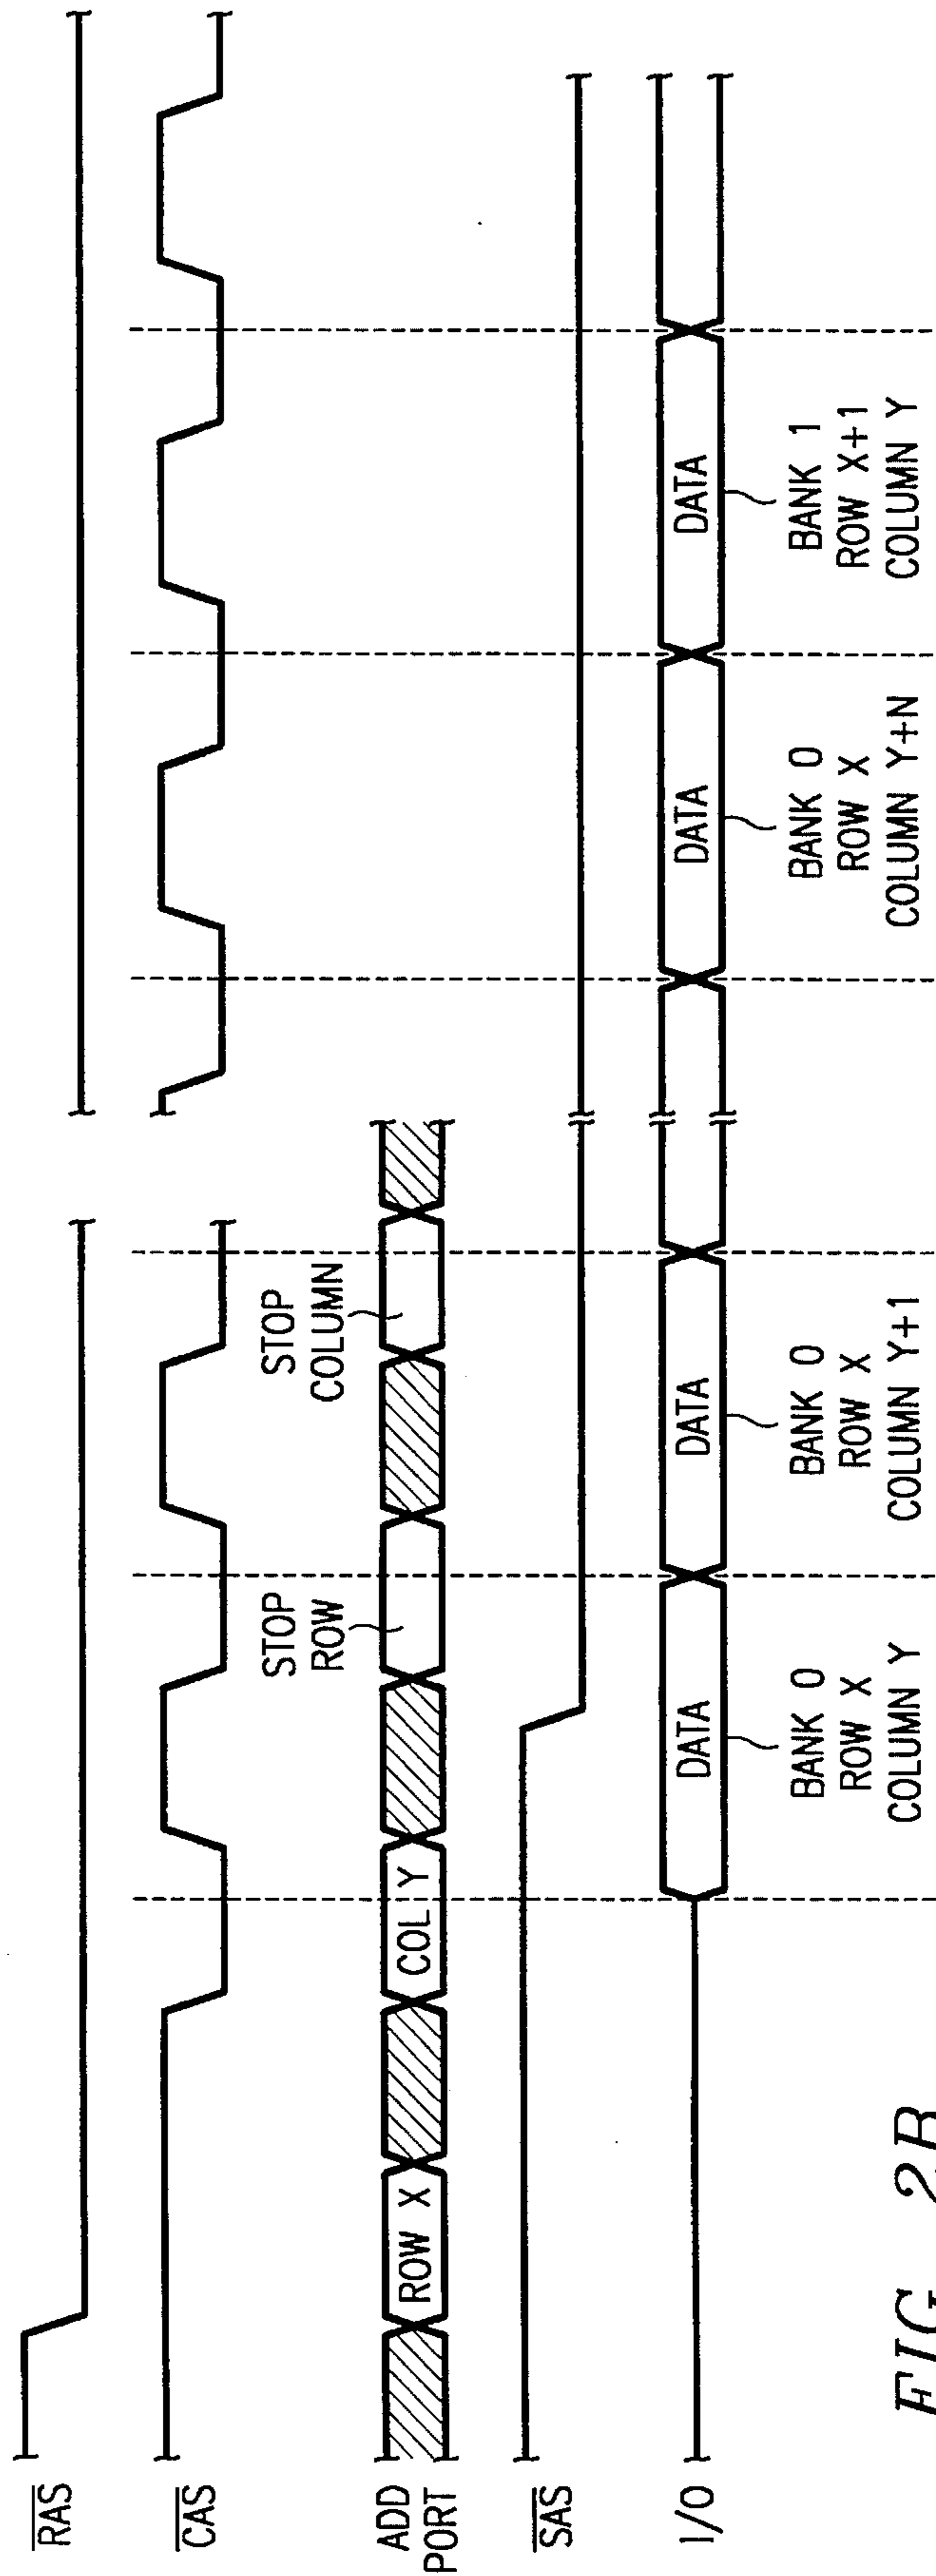 RAS
CAS
ADD
PORT
ROW X
COL Y
STOP
ROW
STOP
COLUMN
SAS
I/O
DATA
DATA
DATA
DATA
BANK 0
ROW X
COLUMN Y
BANK 0
ROW X
COLUMN Y+1
BANK 0
ROW X
COLUMN Y+N
BANK 1
ROW X+1
COLUMN Y
FIG. 2B